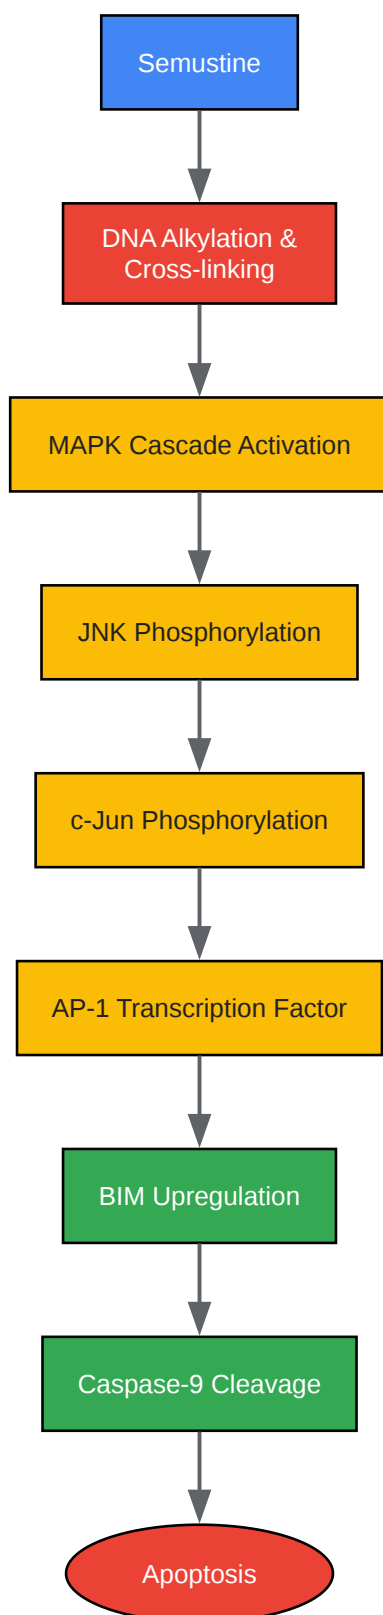 Semustine
DNA Alkylation &
Cross-linking
MAPK Cascade Activation
JNK Phosphorylation
c-Jun Phosphorylation
AP-1 Transcription Factor
BIM Upregulation
Caspase-9 Cleavage
Apoptosis